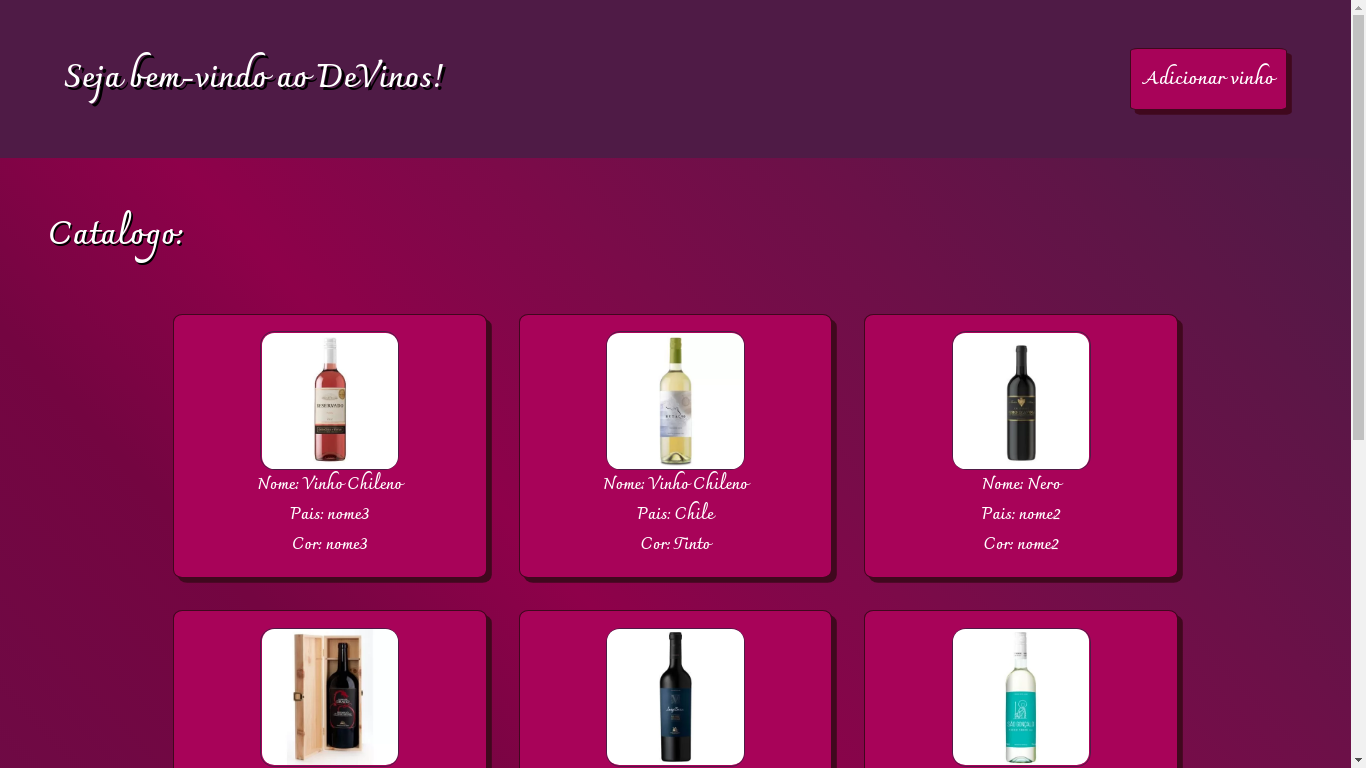 Seja bem-vindo ao DeVinos!
Adicionar vinho
Catalogo:
Nome: Vinho Chileno
Pais: nome3
Cor: nome3
Nome: Vinho Chileno
Pais: Chile
Cor: Tinto
Nome: Nero
Pais: nome2
Cor: nome2